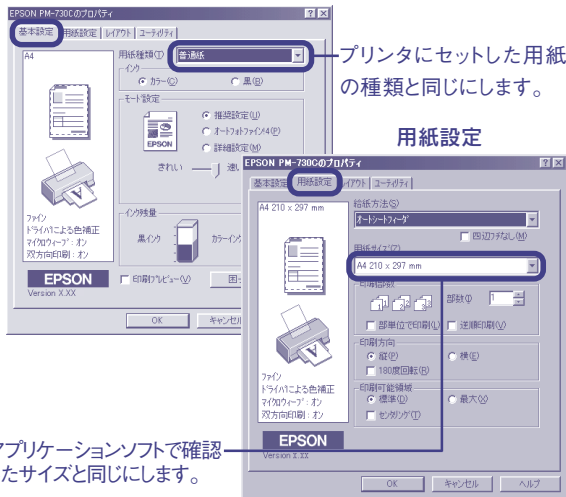 EPSON PM-730Cのプロパティ
基本設定 用紙設定 レイアウト ユーティリティ
A4
用紙種類(T) 普通紙
インク
カラー(C) 黒(B)
モード設定
推奨設定(U)
オートフォトファイン!4(P)
詳細設定(M)
EPSON
きれい 速い
ファイン
ドライバによる色補正
マイクロウィーブ：オン
双方向印刷：オン
インク残量
黒インク カラーインク
EPSON
Version X.XX
印刷プレビュー(V)
OK キャンセル
プリンタにセットした用紙
の種類と同じにします。
用紙設定
EPSON PM-730Cのプロパティ
基本設定 用紙設定 レイアウト ユーティリティ
A4 210 x 297 mm
給紙方法(S)
オートシートフィーダ
四辺フチなし(M)
用紙サイズ(Z)
A4 210 x 297 mm
印刷部数
部数(I) 1
部単位で印刷(L) 逆順印刷(V)
印刷方向
縦(P) 横(E)
180度回転(R)
印刷可能領域
標準(D) 最大(X)
センタリング(T)
ファイン
ドライバによる色補正
マイクロウィーブ：オン
双方向印刷：オン
EPSON
Version X.XX
OK キャンセル ヘルプ
アプリケーションソフトで確認
たサイズと同じにします。